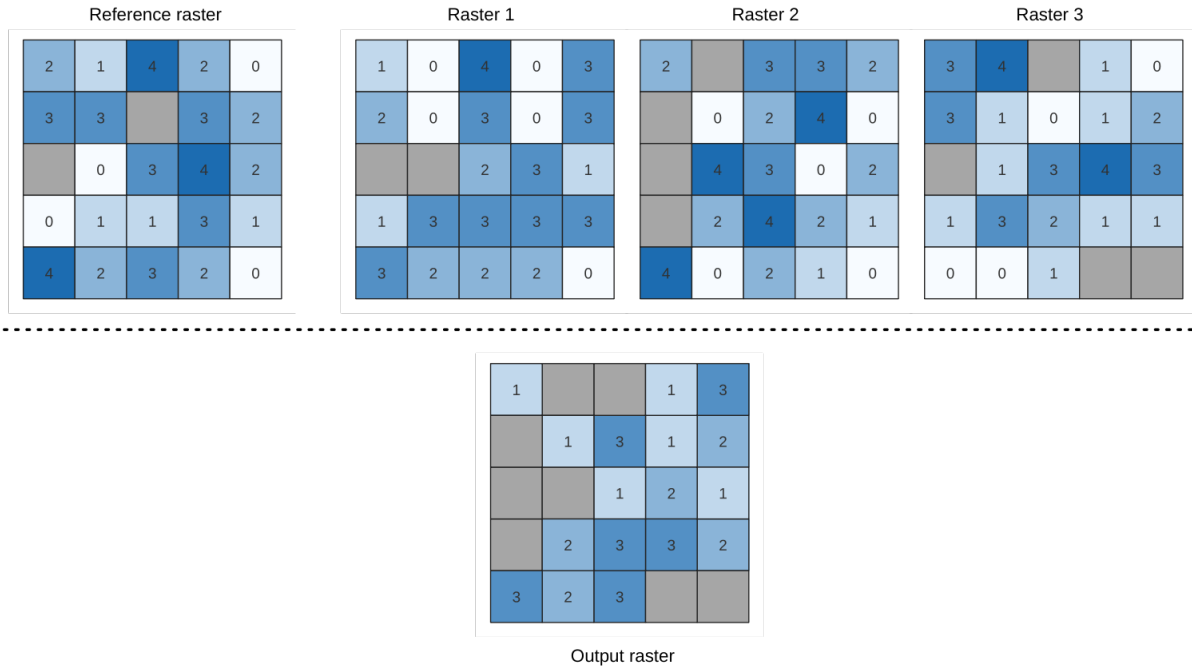 Reference raster Raster 1 Raster 2 Raster 3
2 1 4 2 0 1 0 4 0 3 2 3 3 2 3 4 1 0
3 3 3 2 2 0 3 0 3 0 2 4 0 3 1 0 1 2
0 3 4 2 2 3 1 4 3 0 2 1 3 4 3
0 1 1 3 1 1 3 3 3 3 2 4 2 1 1 3 2 1 1
4 2 3 2 0 3 2 2 2 0 4 0 2 1 0 0 0 1
1 1 3
1 3 1 2
1 2 1
2 3 3 2
3 2 3
Output raster